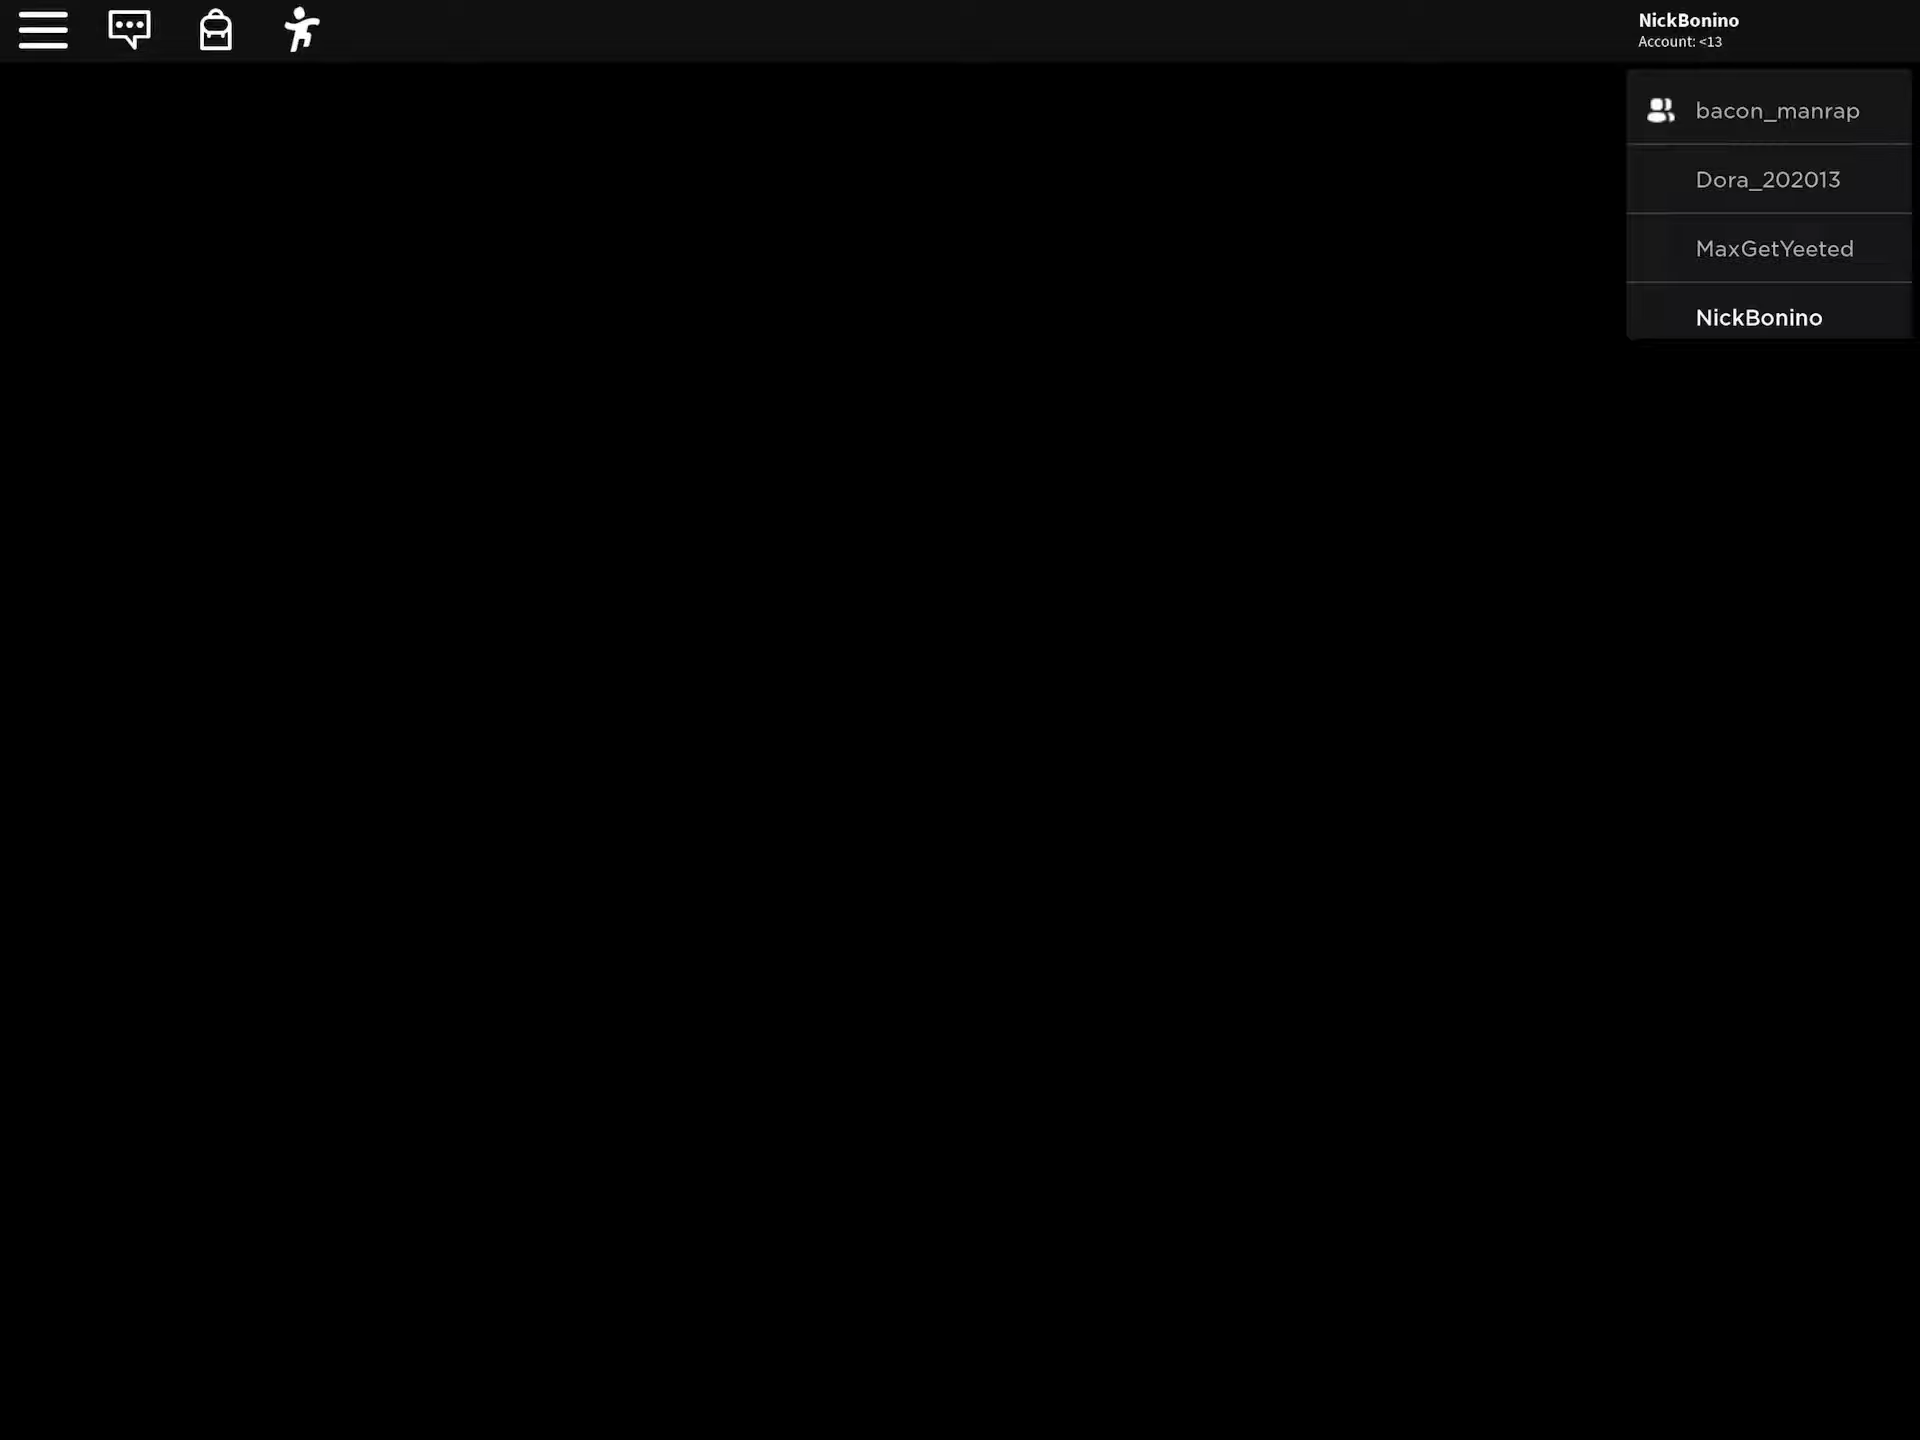 NickBonino
Account: <13
bacon_manrap
Dora_202013
MaxGetYeeted
NickBonino